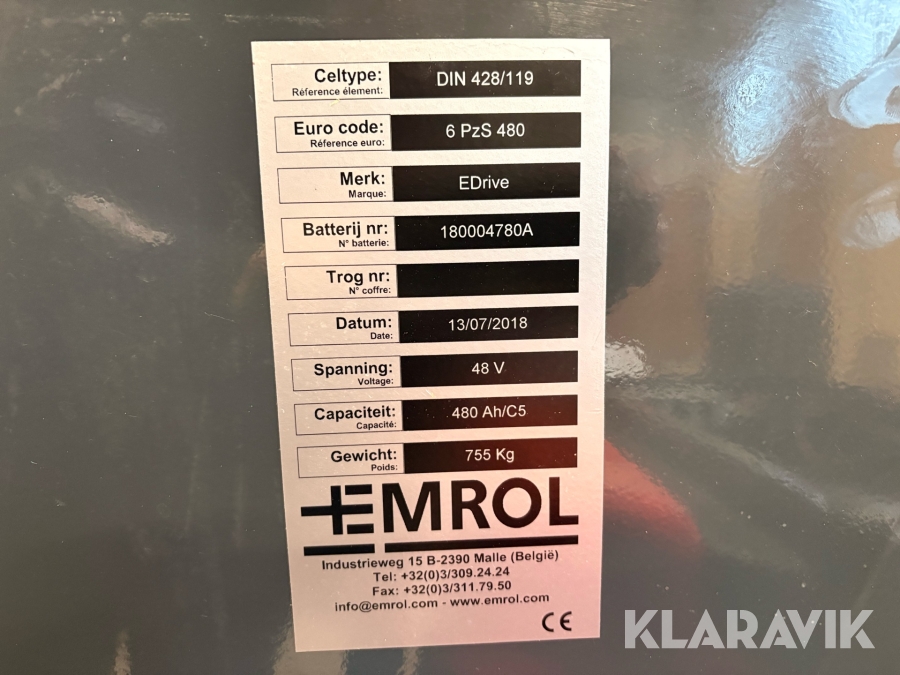 Celtype: DIN 428/119
Réference élement:
Euro code: 6 PzS 480
Réference euro:
Merk: EDrive
Marque:
Batterij nr: 180004780A
N° batterie:
Trog nr:
N° coffre:
Datum: 13/07/2018
Date:
Spanning: 48 V
Voltage:
Capaciteit: 480 Ah/C5
Capacité:
Gewicht: 755 Kg
Poids:
EMROL
Industrieweg 15 B-2390 Malle (België)
Tel: +32(0)3/309.24.24
Fax: +32(0)3/311.79.50
info@emrol.com - www.emrol.com
CE
KLARAVIK